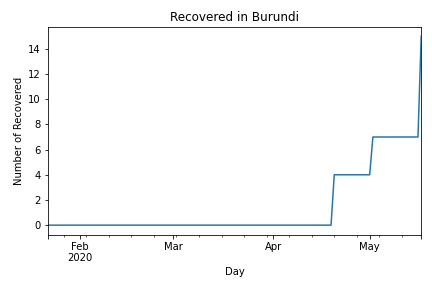 Recovered in Burundi
Number of Recovered
14
12
10
8
6
4
2
0
Feb
2020
Mar
Apr
May
Day